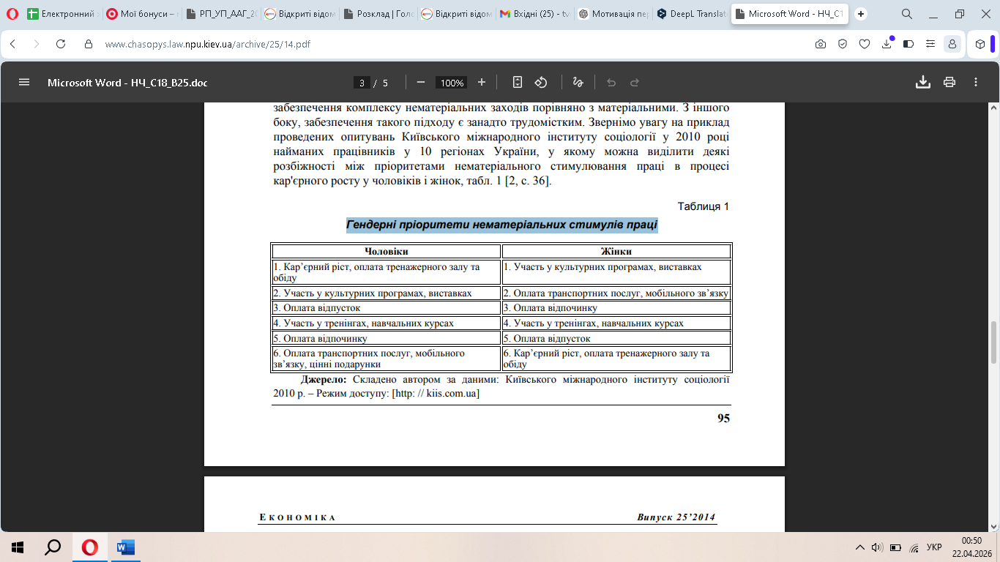 Електронний ж
Мої бонуси –
РП_УП_ААГ_20
Відкриті відом
Розклад | Голо
Відкриті відом
Вхідні (25) - tv
Мотивація пе
DeepL Translat
Microsoft Word - НЧ_С1
www.chasopys.law.npu.kiev.ua/archive/25/14.pdf
Microsoft Word - НЧ_С18_В25.doc
3 / 5
100%
забезпечення комплексу нематеріальних заходів порівняно з матеріальними. З іншого
боку, забезпечення такого підходу є занадто трудомістким. Звернімо увагу на приклад
проведених опитувань Київського міжнародного інституту соціології у 2010 році
найманих працівників у 10 регіонах України, у якому можна виділити деякі
розбіжності між пріоритетами нематеріального стимулювання праці в процесі
кар'єрного росту у чоловіків і жінок, табл. 1 [2, с. 36].
Таблиця 1
Гендерні пріоритети нематеріальних стимулів праці
Чоловіки
Жінки
1. Кар’єрний ріст, оплата тренажерного залу та
обіду
1. Участь у культурних програмах, виставках
2. Участь у культурних програмах, виставках
2. Оплата транспортних послуг, мобільного зв’язку
3. Оплата відпусток
3. Оплата відпочинку
4. Участь у тренінгах, навчальних курсах
4. Участь у тренінгах, навчальних курсах
5. Оплата відпочинку
5. Оплата відпусток
6. Оплата транспортних послуг, мобільного
зв’язку, цінні подарунки
6. Кар’єрний ріст, оплата тренажерного залу та
обіду
Джерело: Складено автором за даними: Київського міжнародного інституту соціології
2010 р. – Режим доступу: [http: // kiis.com.ua]
95
ЕКОНОМІКА
Випуск 25’2014
УКР
00:50
22.04.2026